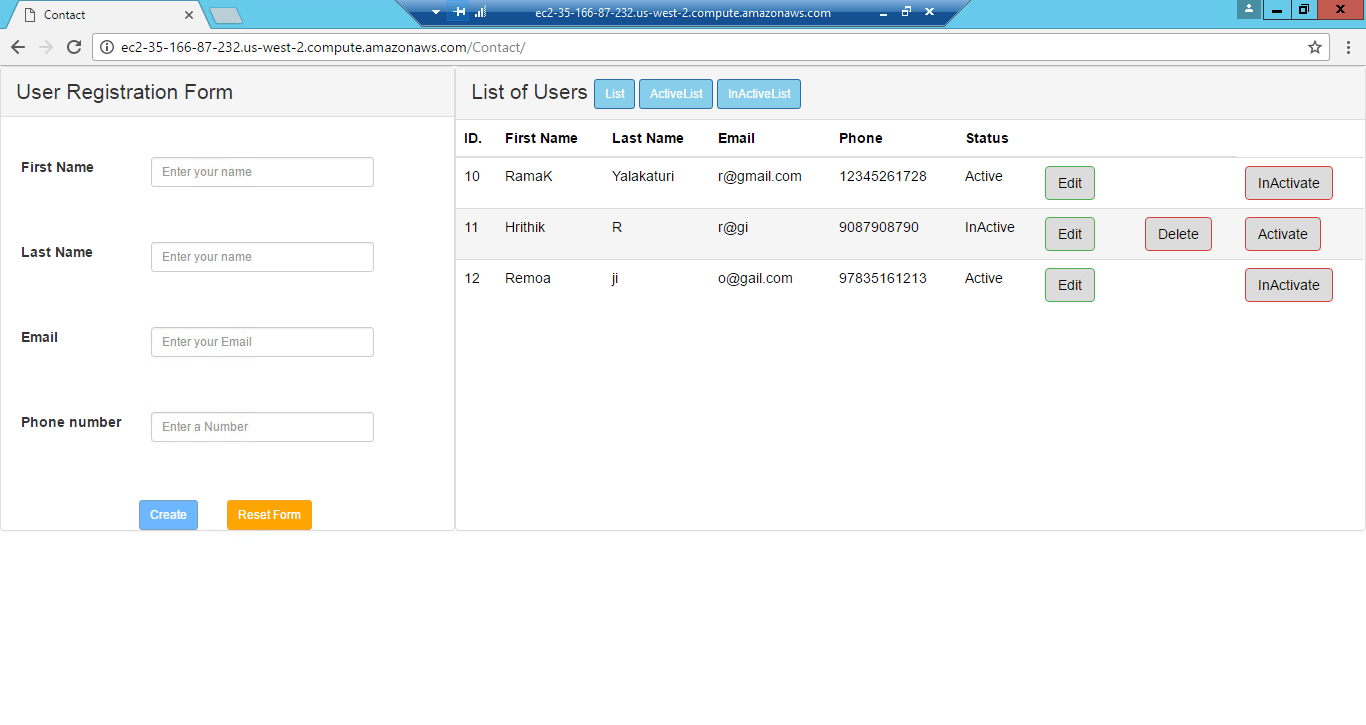 Contact
ec2-35-166-87-232.us-west-2.compute.amazonaws.com
ec2-35-166-87-232.us-west-2.compute.amazonaws.com/Contact/
User Registration Form
First Name Enter your name
Last Name Enter your name
Email Enter your Email
Phone number Enter a Number
Create Reset Form
List of Users List ActiveList InActiveList
ID. First Name Last Name Email Phone Status
10 RamaK Yalakaturi r@gmail.com 12345261728 Active Edit InActivate
11 Hrithik R r@gi 9087908790 InActive Edit Delete Activate
12 Remoa ji o@gail.com 97835161213 Active Edit InActivate